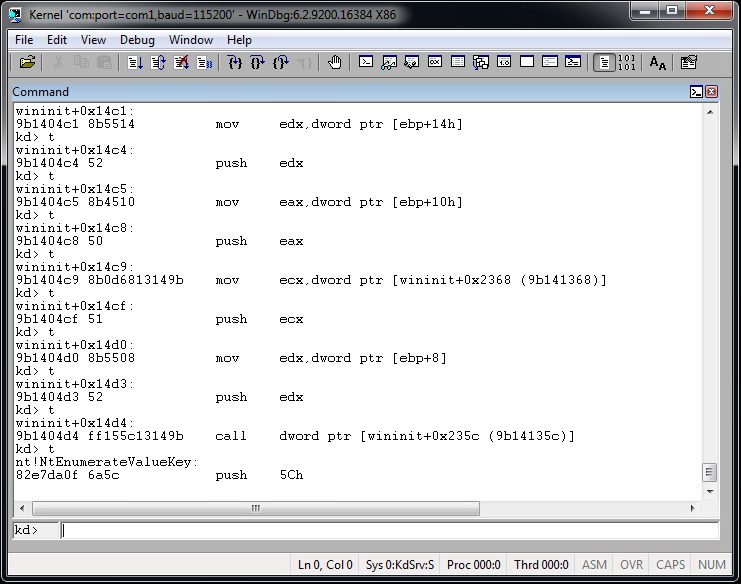 Kernel 'com:port=com1,baud=115200' - WinDbg:6.2.9200.16384 X86
File Edit View Debug Window Help
Command
wininit+0x14c1:
9b1404c1 8b5514 mov edx,dword ptr [ebp+14h]
kd> t
wininit+0x14c4:
9b1404c4 52 push edx
kd> t
wininit+0x14c5:
9b1404c5 8b4510 mov eax,dword ptr [ebp+10h]
kd> t
wininit+0x14c8:
9b1404c8 50 push eax
kd> t
wininit+0x14c9:
9b1404c9 8b0d6813149b mov ecx,dword ptr [wininit+0x2368 (9b141368)]
kd> t
wininit+0x14cf:
9b1404cf 51 push ecx
kd> t
wininit+0x14d0:
9b1404d0 8b5508 mov edx,dword ptr [ebp+8]
kd> t
wininit+0x14d3:
9b1404d3 52 push edx
kd> t
wininit+0x14d4:
9b1404d4 ff155c13149b call dword ptr [wininit+0x235c (9b14135c)]
kd> t
nt!NtEnumerateValueKey:
82e7da0f 6a5c push 5Ch
kd>
Ln 0, Col 0 Sys 0:KdSrv:S Proc 000:0 Thrd 000:0 ASM OVR CAPS NUM